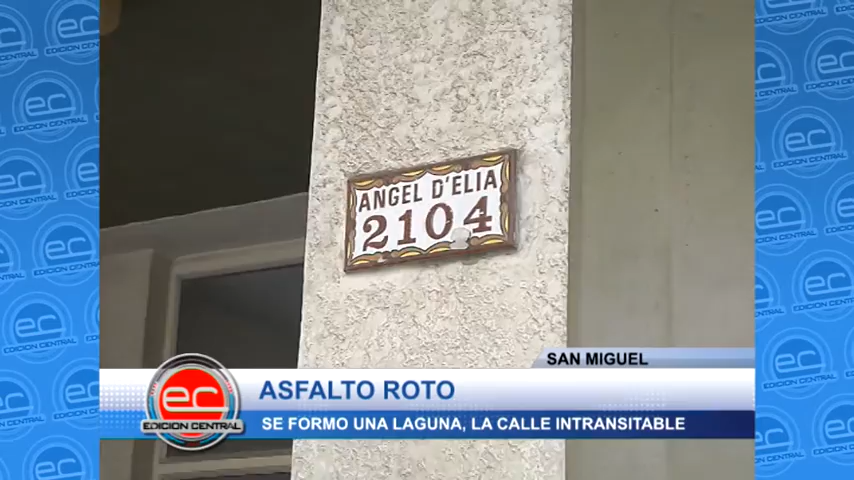 ANGEL D'ELIA
2104
SAN MIGUEL
ASFALTO ROTO
SE FORMO UNA LAGUNA, LA CALLE INTRANSITABLE
ec
EDICION CENTRAL